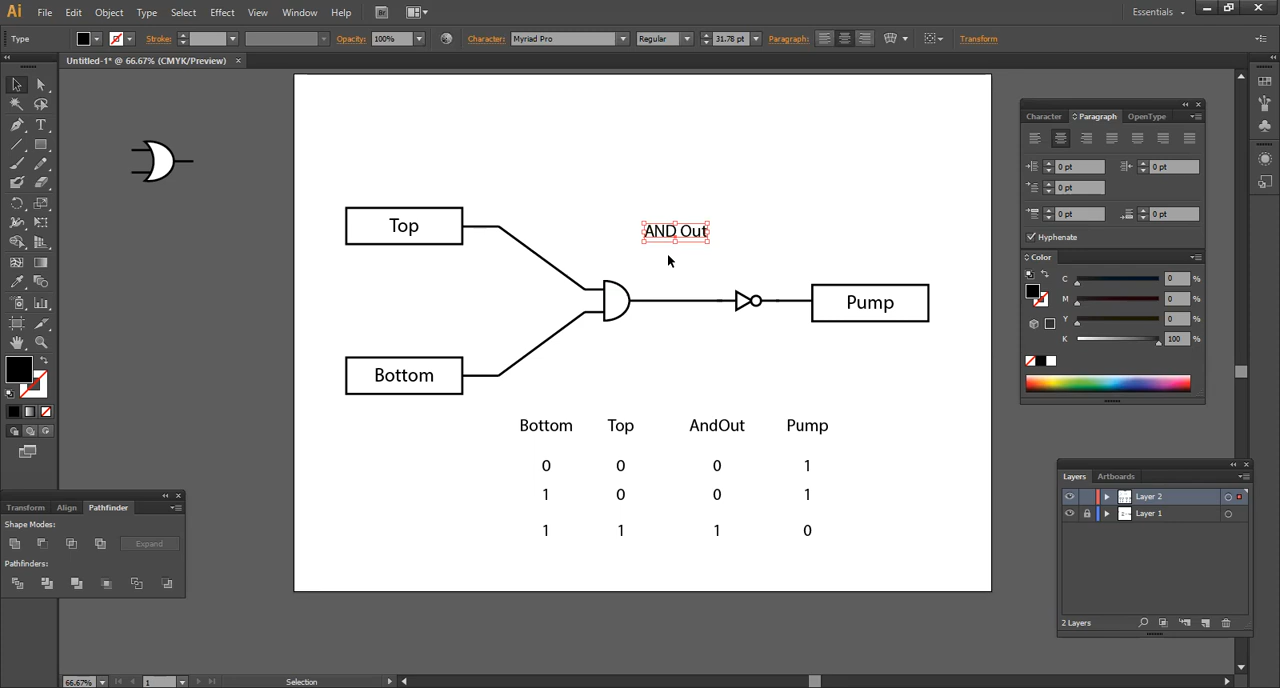 Ai File Edit Object Type Select Effect View Window Help Br Essentials
Type Stroke: Opacity: 100% Character: Myriad Pro Regular 31.78 pt Paragraph: Transform
Untitled-1* @ 66.67% (CMYK/Preview) ×
Character Paragraph OpenType
0 pt 0 pt
0 pt
0 pt 0 pt
Hyphenate
Color
C 0 %
M 0 %
Y 0 %
K 100 %
Top
AND Out
Pump
Bottom
Bottom Top AndOut Pump
0 0 0 1
1 0 0 1
1 1 1 0
Transform Align Pathfinder
Shape Modes:
Expand
Pathfinders:
Layers Artboards
Layer 2
Layer 1
2 Layers
66.67% 1 Selection